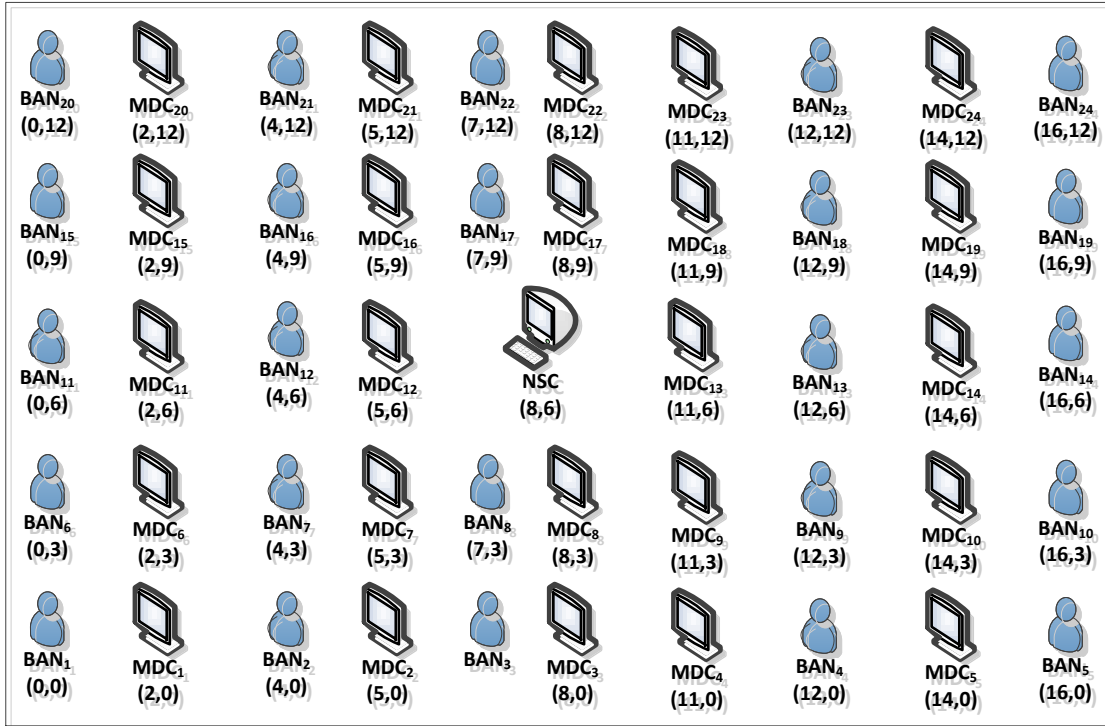 BAN20 MDC20 BAN21 MDC21 BAN22 MDC22 MDC23 BAN23 MDC24 BAN24
(0,12) (2,12) (4,12) (5,12) (7,12) (8,12) (11,12) (12,12) (14,12) (16,12)
BAN15 MDC15 BAN16 MDC16 BAN17 MDC17 MDC18 BAN18 MDC19 BAN19
(0,9) (2,9) (4,9) (5,9) (7,9) (8,9) (11,9) (12,9) (14,9) (16,9)
BAN11 MDC11 BAN12 MDC12 NSC MDC13 BAN13 MDC14 BAN14
(0,6) (2,6) (4,6) (5,6) (8,6) (11,6) (12,6) (14,6) (16,6)
BAN6 MDC6 BAN7 MDC7 BAN8 MDC8 MDC9 BAN9 MDC10 BAN10
(0,3) (2,3) (4,3) (5,3) (7,3) (8,3) (11,3) (12,3) (14,3) (16,3)
BAN1 MDC1 BAN2 MDC2 BAN3 MDC3 MDC4 BAN4 MDC5 BAN5
(0,0) (2,0) (4,0) (5,0) (8,0) (11,0) (12,0) (14,0) (16,0)